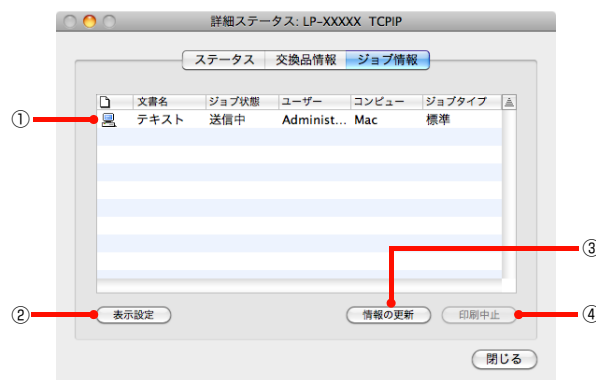 詳細ステータス: LP-XXXXX TCPIP
ステータス 交換品情報 ジョブ情報
文書名 ジョブ状態 ユーザー コンピュー ジョブタイプ
① テキスト 送信中 Administ... Mac 標準
③
② 表示設定 情報の更新 印刷中止 ④
閉じる